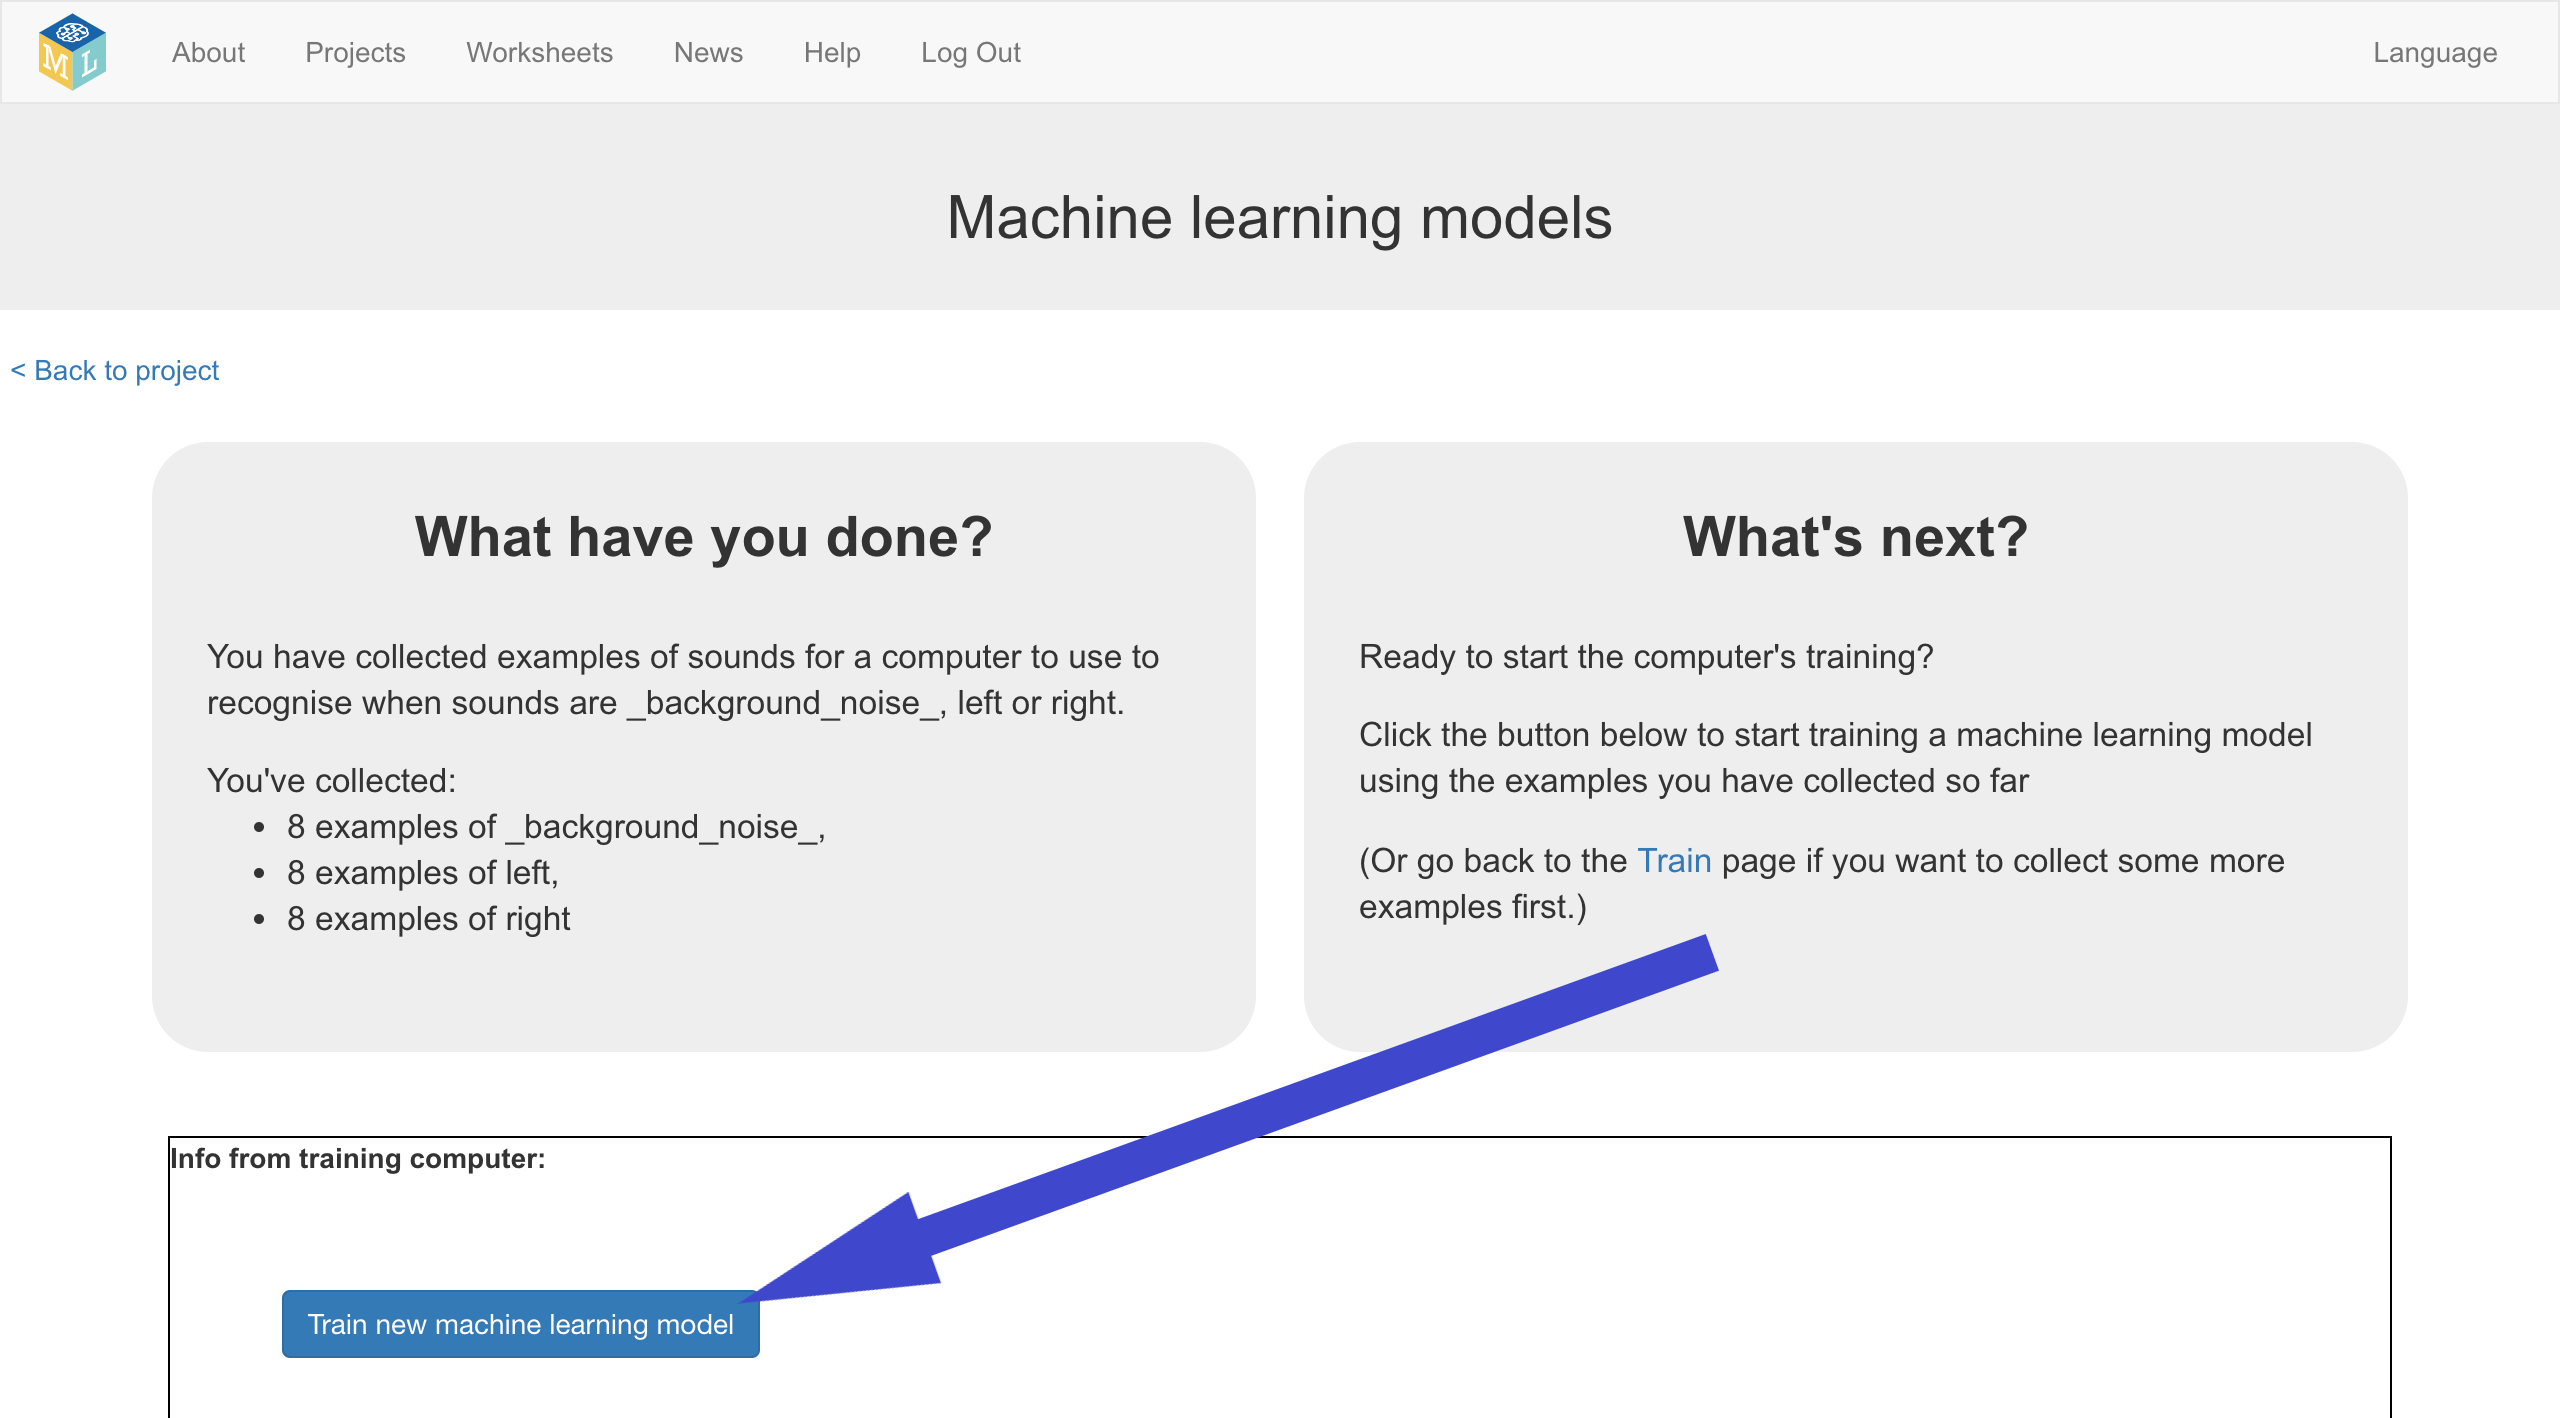 M L
About Projects Worksheets News Help Log Out Language
Machine learning models
< Back to project
What have you done?
You have collected examples of sounds for a computer to use to
recognise when sounds are _background_noise_, left or right.
You've collected:
• 8 examples of _background_noise_,
• 8 examples of left,
• 8 examples of right
What's next?
Ready to start the computer's training?
Click the button below to start training a machine learning model
using the examples you have collected so far
(Or go back to the Train page if you want to collect some more
examples first.)
Info from training computer:
Train new machine learning model